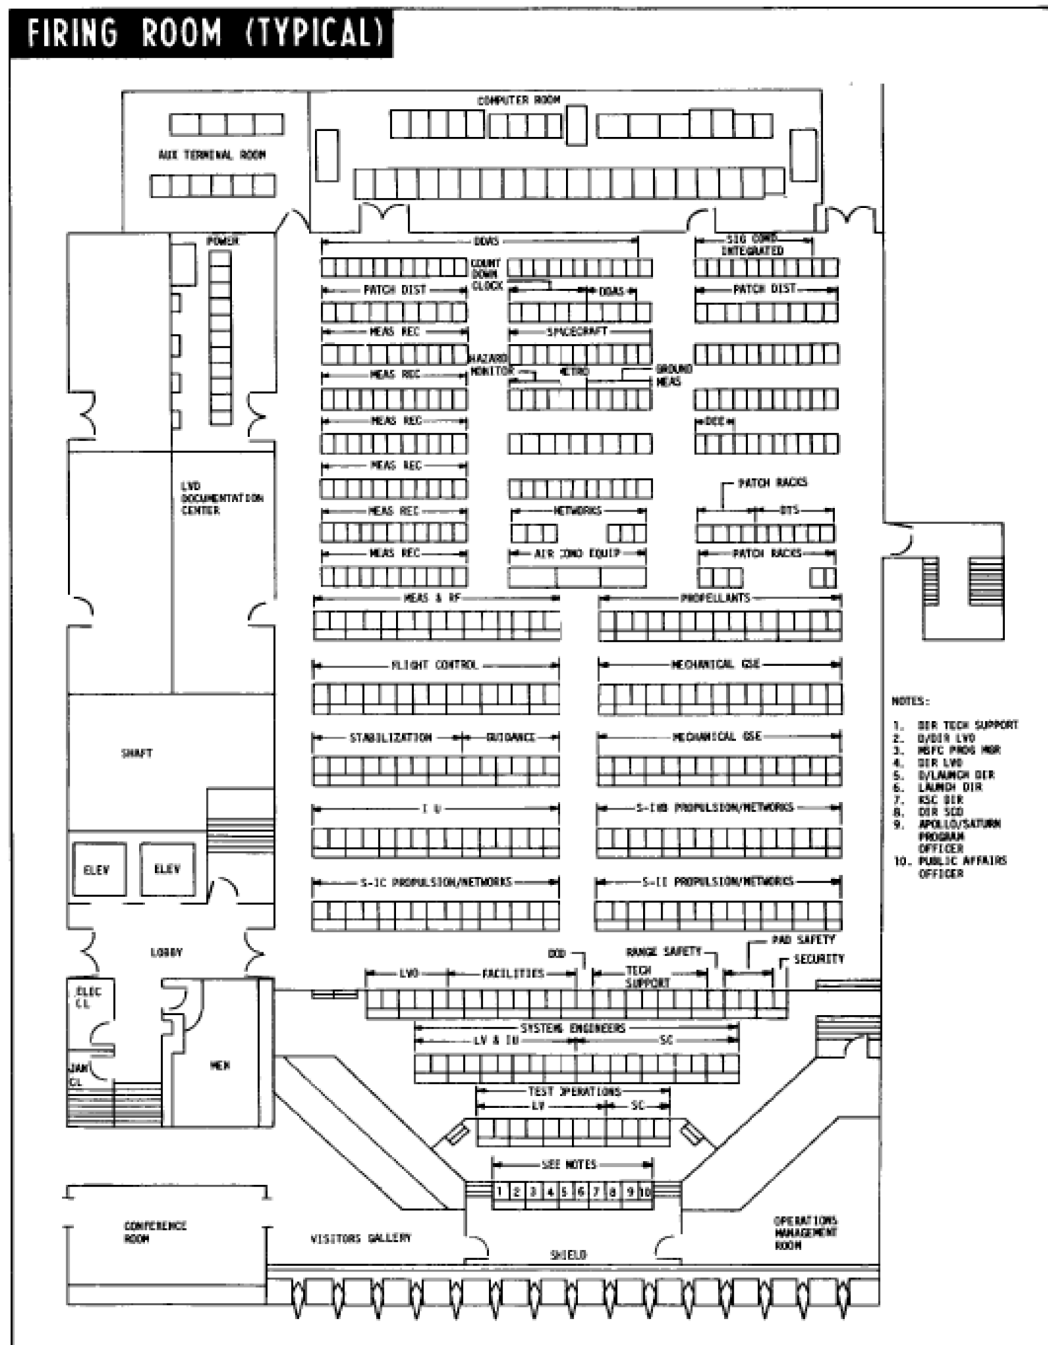 FIRING ROOM (TYPICAL)
COMPUTER ROOM
AUX TERMINAL ROOM
POWER
DDAS
SIG COND
INTEGRATED
COUNT
DOWN
CLOCK
PATCH DIST
DDAS
PATCH DIST
MEAS REC
SPACECRAFT
HAZARD
MONITOR
METRO
GROUND
MEAS
MEAS REC
MEAS REC
DEE
MEAS REC
PATCH RACKS
LVO
DOCUMENTATION
CENTER
MEAS REC
NETWORKS
DTS
MEAS REC
AIR COND EQUIP
PATCH RACKS
MEAS & RF
PROPELLANTS
FLIGHT CONTROL
MECHANICAL GSE
STABILIZATION
GUIDANCE
MECHANICAL GSE
SHAFT
I U
S-IVB PROPULSION/NETWORKS
ELEV
ELEV
S-IC PROPULSION/NETWORKS
S-II PROPULSION/NETWORKS
NOTES:
1. DIR TECH SUPPORT
2. D/DIR LVO
3. MSFC PROG MGR
4. DIR LVO
5. D/LAUNCH DIR
6. LAUNCH DIR
7. KSC DIR
8. DIR SCO
9. APOLLO/SATURN
PROGRAM
OFFICER
10. PUBLIC AFFAIRS
OFFICER
LOBBY
DOD
RANGE SAFETY
PAD SAFETY
SECURITY
LVO
FACILITIES
TECH
SUPPORT
ELEC
CL
SYSTEM ENGINEERS
LV & IU
SC
JAN
CL
MEN
TEST OPERATIONS
LV
SC
SEE NOTES
1 2 3 4 5 6 7 8 9 10
CONFERENCE
ROOM
VISITORS GALLERY
SHIELD
OPERATIONS
MANAGEMENT
ROOM